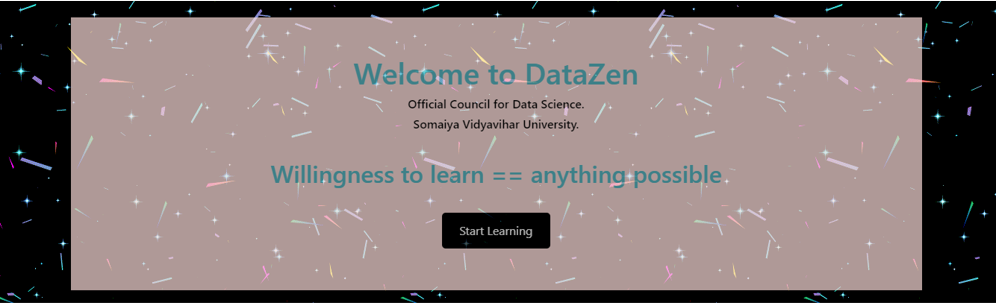 Welcome to DataZen
Official Council for Data Science.
Somaiya Vidyavihar University.
Willingness to learn == anything possible
Start Learning